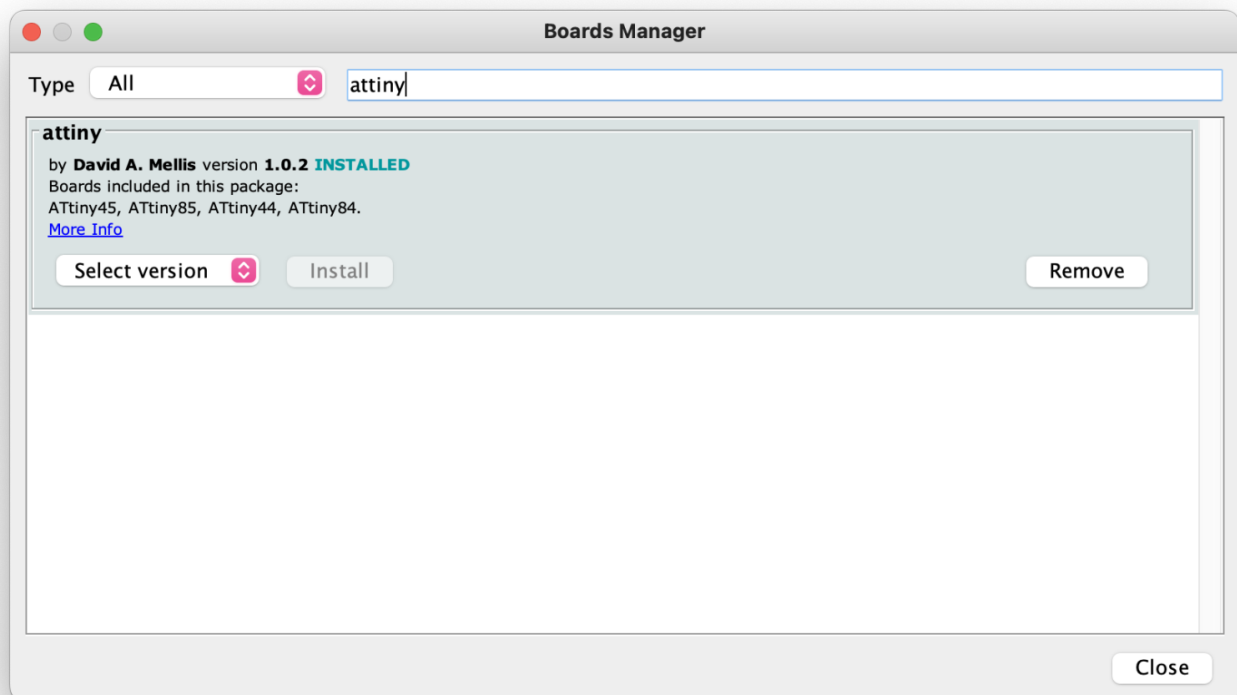 Boards Manager
Type All attiny
attiny
by David A. Mellis version 1.0.2 INSTALLED
Boards included in this package:
ATtiny45, ATtiny85, ATtiny44, ATtiny84.
More Info
Select version Install Remove
Close